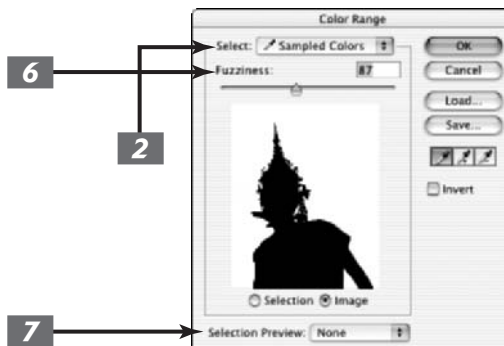 Color Range
Select: Sampled Colors
OK
6
Fuzziness: 87
Cancel
2
Load...
Save...
Invert
Selection Image
7
Selection Preview: None